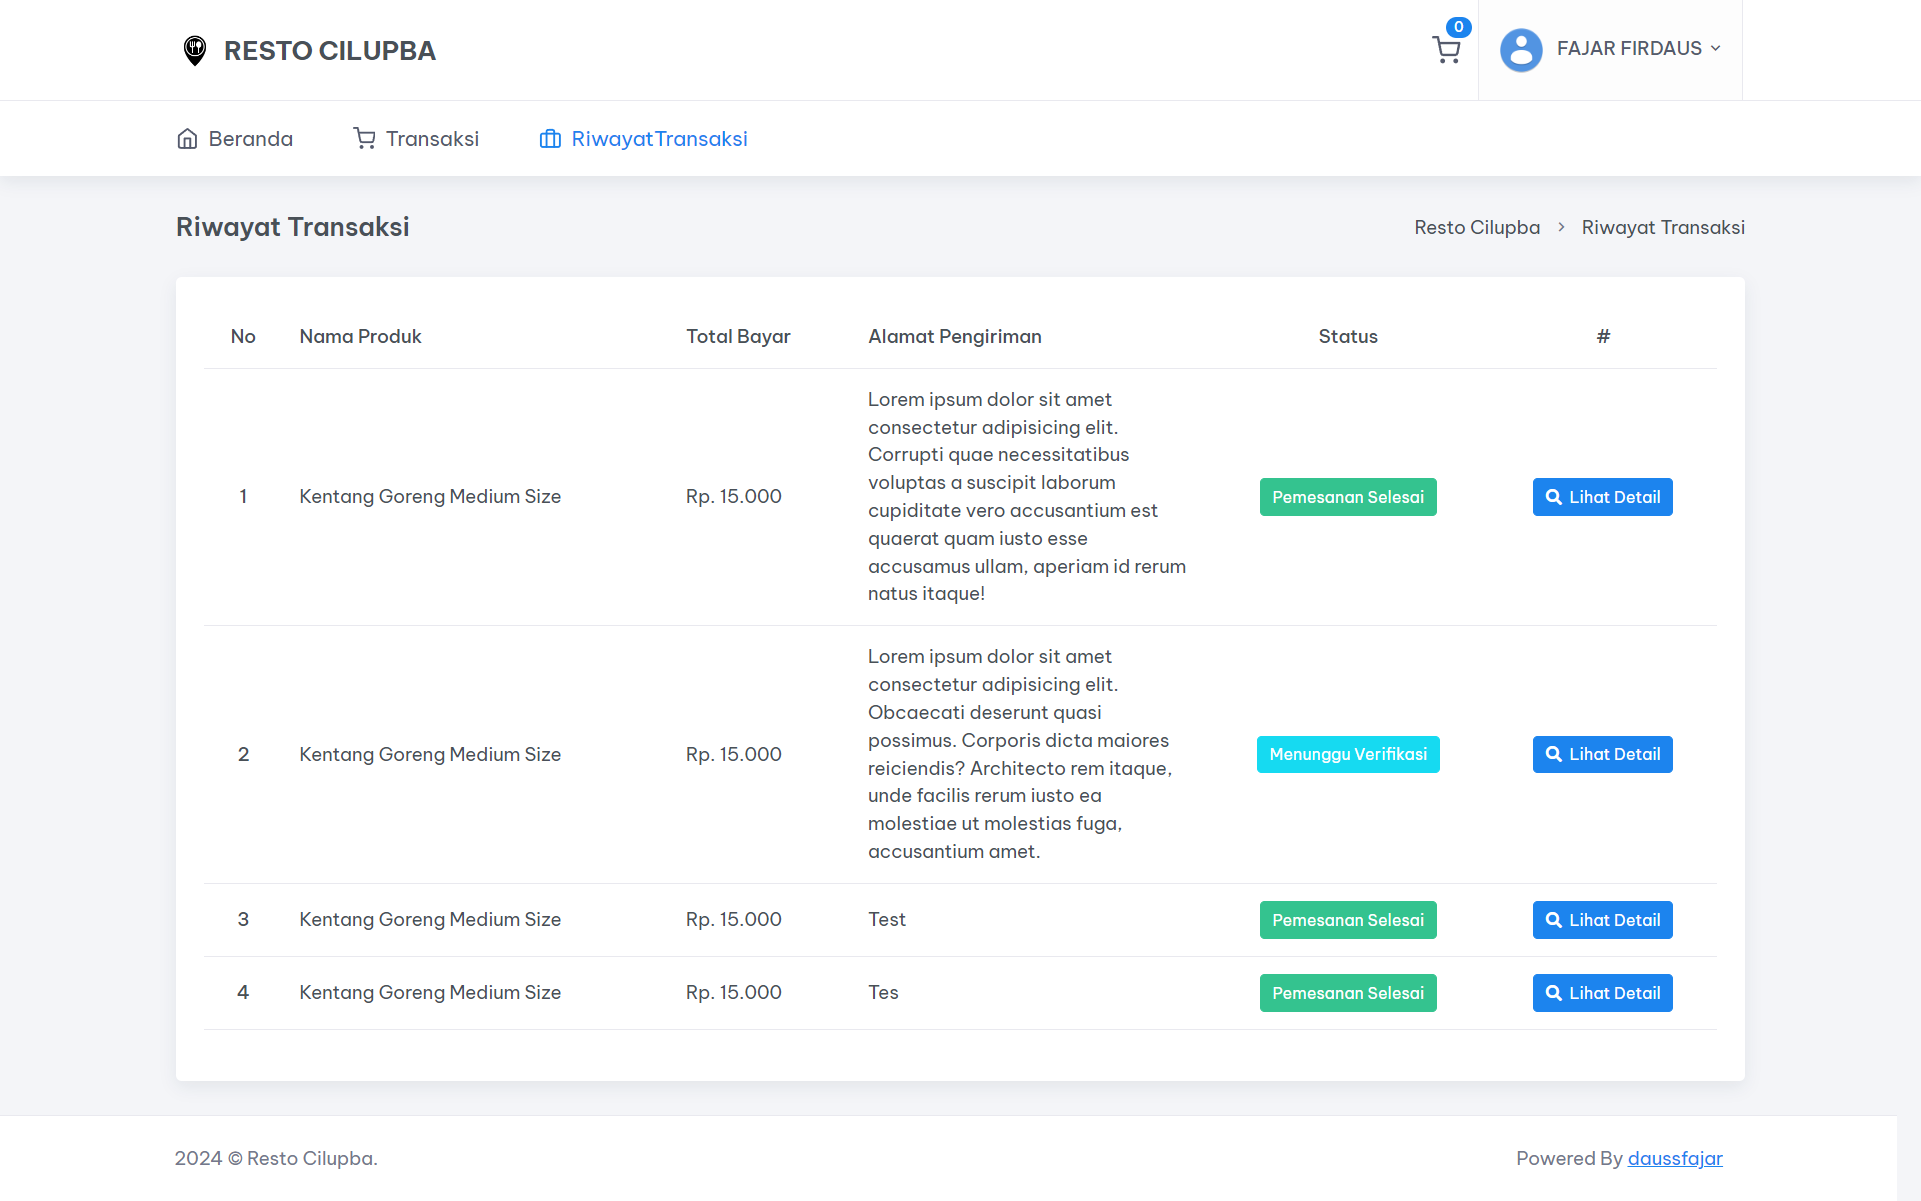 RESTO CILUPBA
0
FAJAR FIRDAUS
Beranda
Transaksi
RiwayatTransaksi
Riwayat Transaksi
Resto Cilupba > Riwayat Transaksi
No Nama Produk Total Bayar Alamat Pengiriman Status #
Lorem ipsum dolor sit amet
consectetur adipisicing elit.
Corrupti quae necessitatibus
voluptas a suscipit laborum
1 Kentang Goreng Medium Size Rp. 15.000 Pemesanan Selesai Lihat Detail
cupiditate vero accusantium est
quaerat quam iusto esse
accusamus ullam, aperiam id rerum
natus itaque!
Lorem ipsum dolor sit amet
consectetur adipisicing elit.
Obcaecati deserunt quasi
possimus. Corporis dicta maiores
2 Kentang Goreng Medium Size Rp. 15.000 Menunggu Verifikasi Lihat Detail
reiciendis? Architecto rem itaque,
unde facilis rerum iusto ea
molestiae ut molestias fuga,
accusantium amet.
3 Kentang Goreng Medium Size Rp. 15.000 Test Pemesanan Selesai Lihat Detail
4 Kentang Goreng Medium Size Rp. 15.000 Tes Pemesanan Selesai Lihat Detail
2024 © Resto Cilupba.
Powered By daussfajar